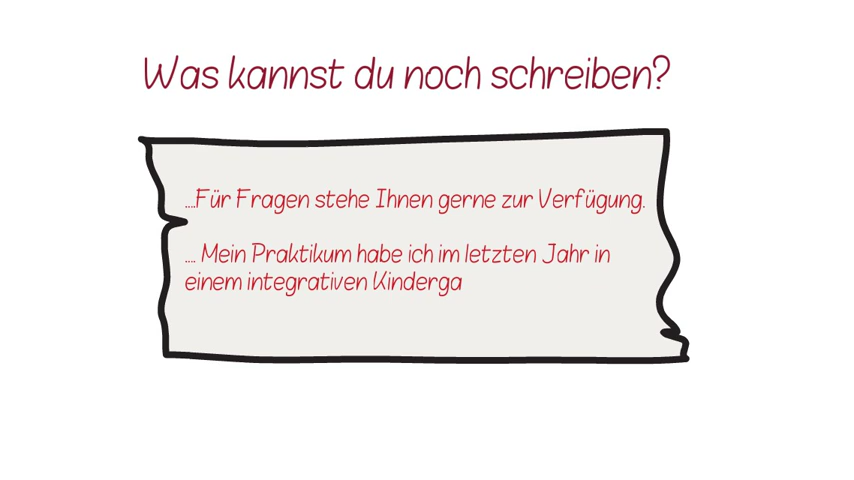 Was kannst du noch schreiben?
....Für Fragen stehe Ihnen gerne zur Verfügung.
.... Mein Praktikum habe ich im letzten Jahr in
einem integrativen Kinderga